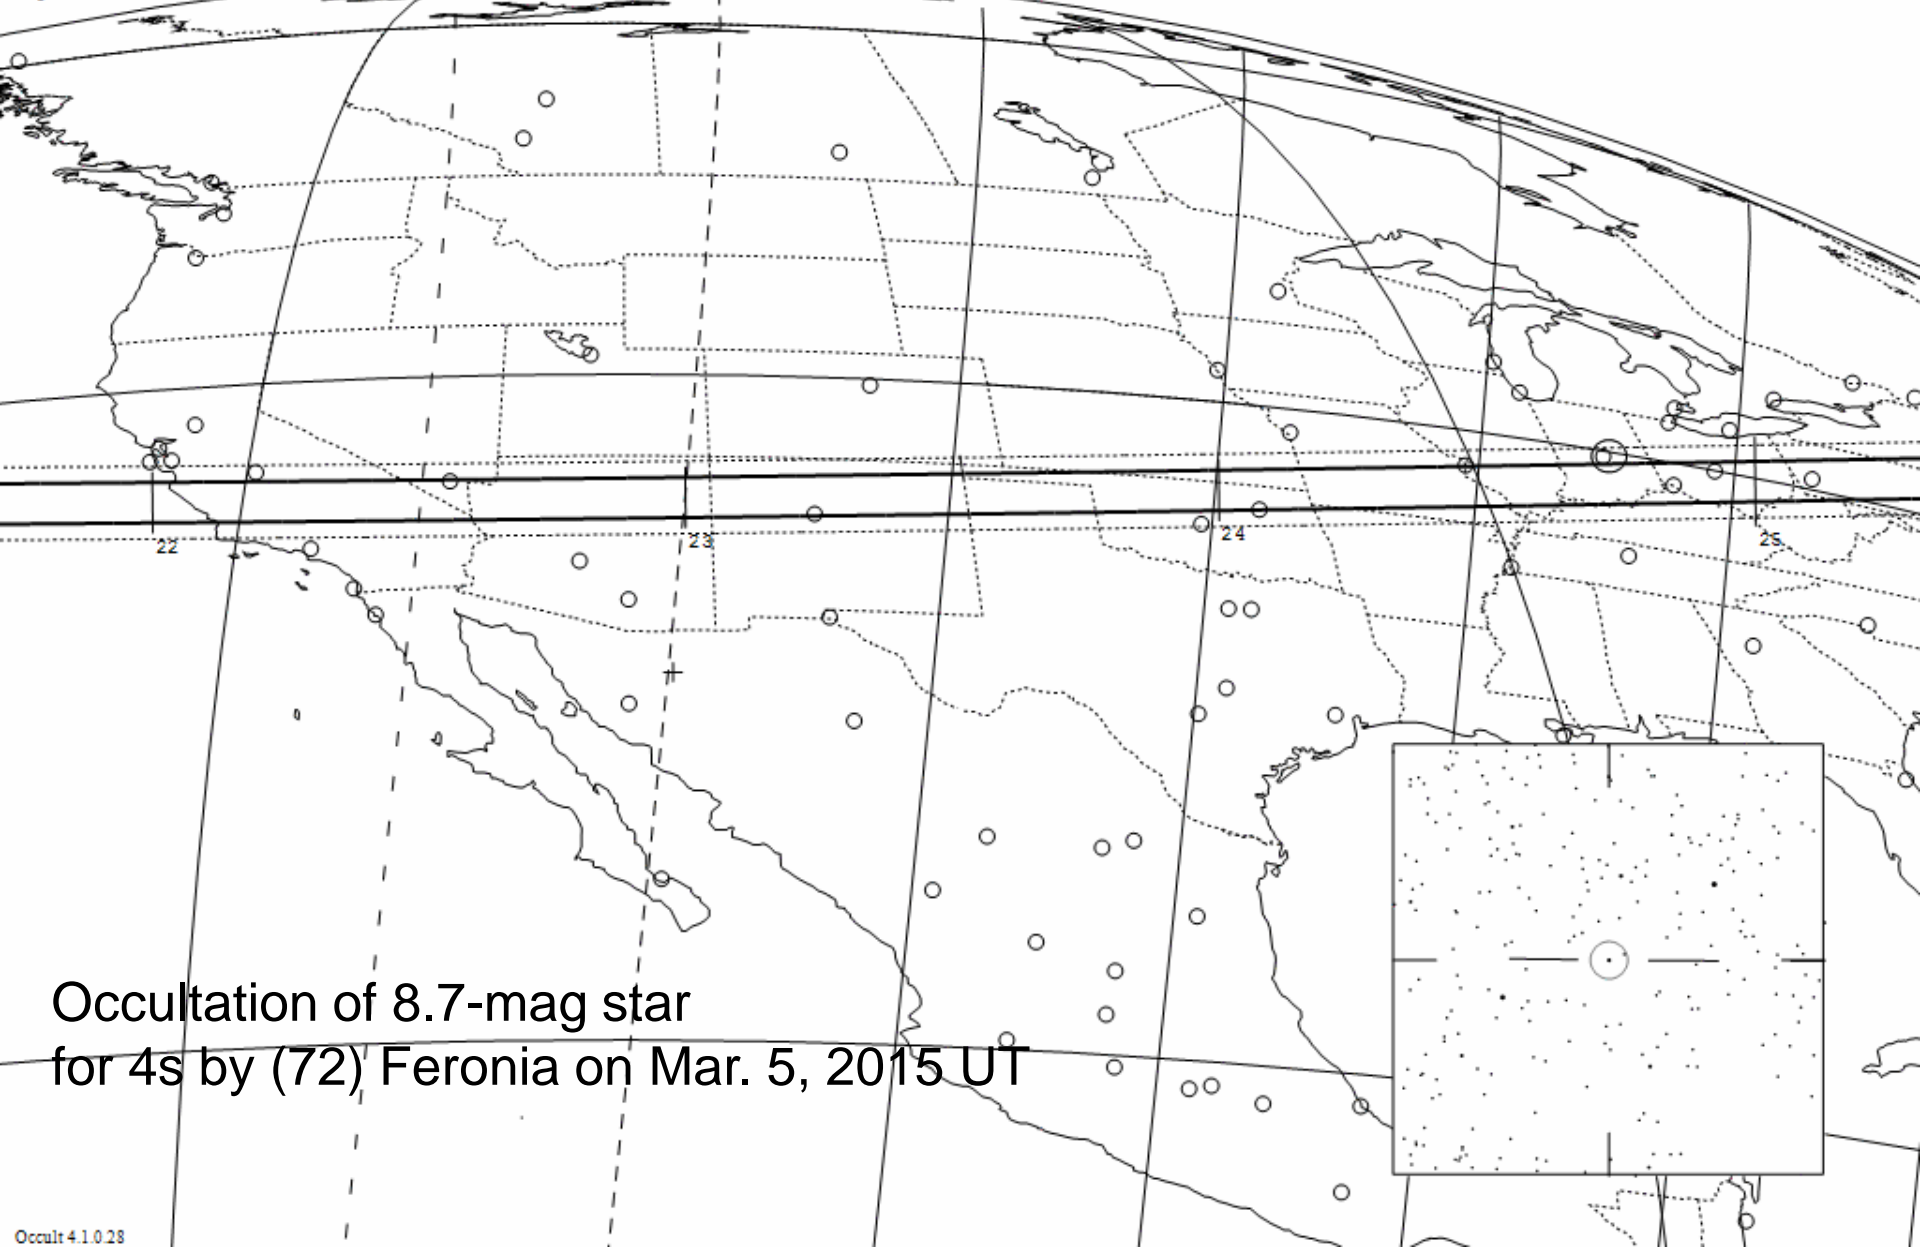 22
23
24
25
Occultation of 8.7-mag star
for 4s by (72) Feronia on Mar. 5, 2015 UT
Occult 4.1.0.28